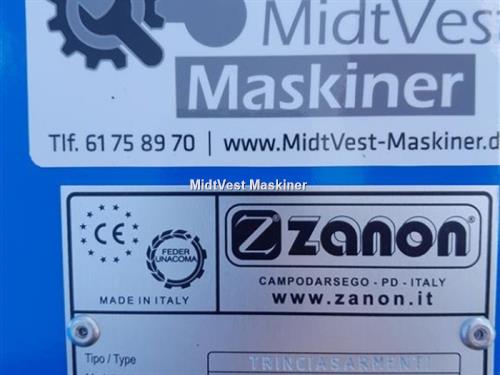 MidtVest
Maskiner
Tlf. 61 75 89 70 | www.MidtVest-Maskiner.d
MidtVest Maskiner
CE
FEDER
UNACOMA
MADE IN ITALY
Z zanon®
CAMPODARSEGO - PD - ITALY
www.zanon.it
Tipo / Type
TRINCIASARMENTI